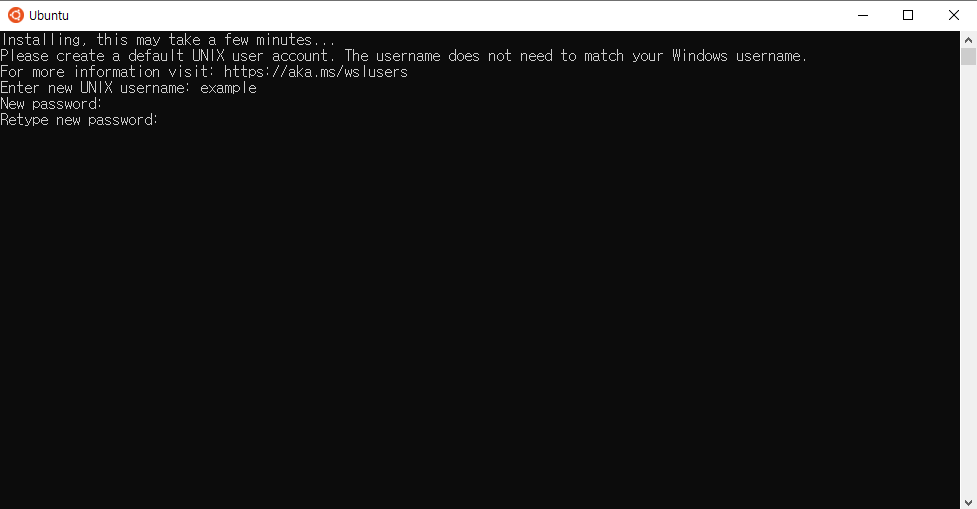 Ubuntu
Installing, this may take a few minutes...
Please create a default UNIX user account. The username does not need to match your Windows username.
For more information visit: https://aka.ms/wslusers
Enter new UNIX username: example
New password:
Retype new password: